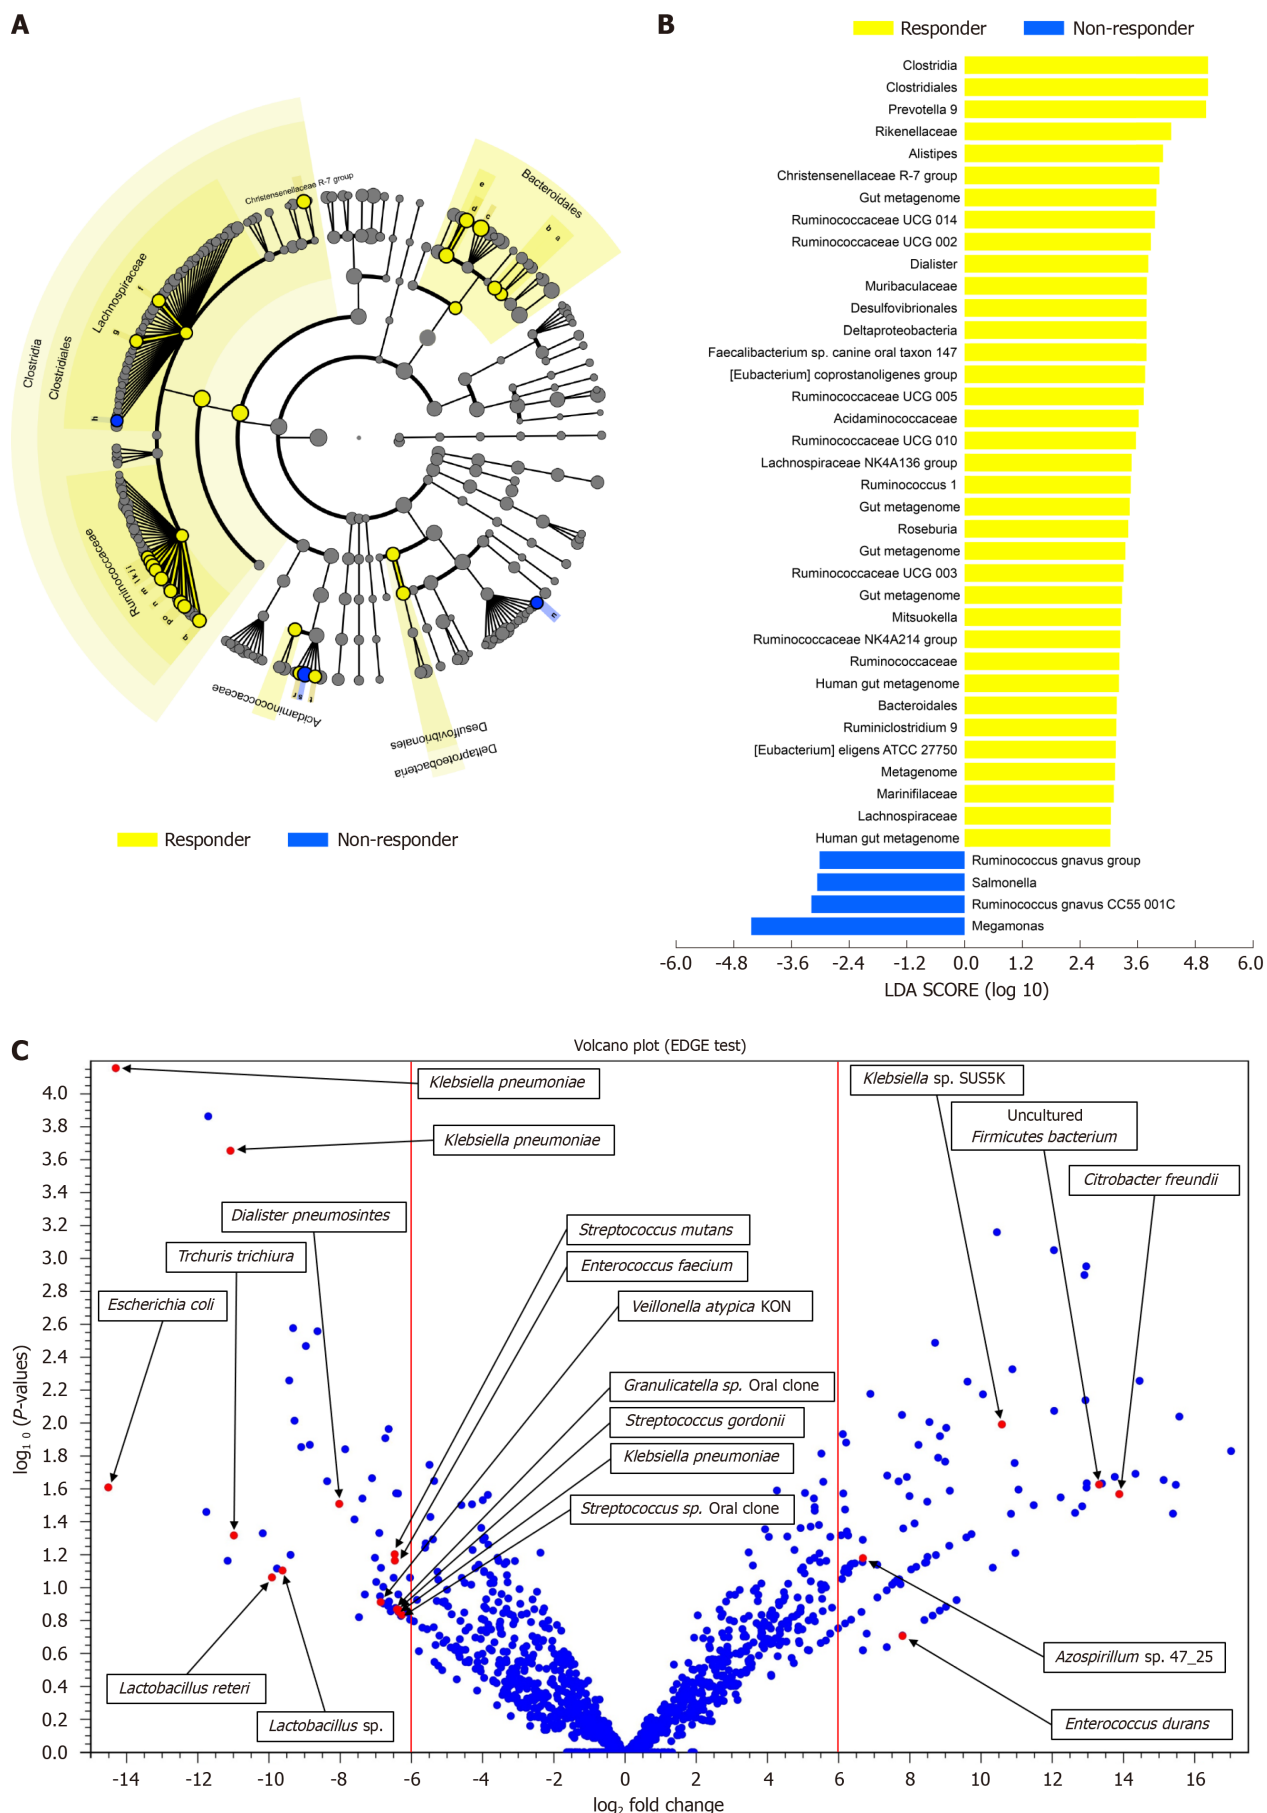 A
Christensenellaceae R-7 group
Bacteroidales
e
d
c
b
a
Lachnospiraceae
Clostridiales
Clostridia
f
g
h
Ruminococcaceae
i
j
k
l
m
n
o
p
q
Acidaminococcaceae
r
s
t
u
Desulfovibrionales
Deltaproteobacteria
Responder
Non-responder
B
Responder
Non-responder
Clostridia
Clostridiales
Prevotella 9
Rikenellaceae
Alistipes
Christensenellaceae R-7 group
Gut metagenome
Ruminococcaceae UCG 014
Ruminococcaceae UCG 002
Dialister
Muribaculaceae
Desulfovibrionales
Deltaproteobacteria
Faecalibacterium sp. canine oral taxon 147
[Eubacterium] coprostanoligenes group
Ruminococcaceae UCG 005
Acidaminococcaceae
Ruminococcaceae UCG 010
Lachnospiraceae NK4A136 group
Ruminococcus 1
Gut metagenome
Roseburia
Gut metagenome
Ruminococcaceae UCG 003
Gut metagenome
Mitsuokella
Ruminococcaceae NK4A214 group
Ruminococcaceae
Human gut metagenome
Bacteroidales
Ruminiclostridium 9
[Eubacterium] eligens ATCC 27750
Metagenome
Marinifilaceae
Lachnospiraceae
Human gut metagenome
Ruminococcus gnavus group
Salmonella
Ruminococcus gnavus CC55 001C
Megamonas
-6.0 -4.8 -3.6 -2.4 -1.2 0.0 1.2 2.4 3.6 4.8 6.0
LDA SCORE (log 10)
C
Volcano plot (EDGE test)
Klebsiella pneumoniae
Klebsiella pneumoniae
Klebsiella sp. SUS5K
Uncultured
Firmicutes bacterium
Citrobacter freundii
Dialister pneumosintes
Trchuris trichiura
Escherichia coli
Streptococcus mutans
Enterococcus faecium
Veillonella atypica KON
Granulicatella sp. Oral clone
Streptococcus gordonii
Klebsiella pneumoniae
Streptococcus sp. Oral clone
Lactobacillus reteri
Lactobacillus sp.
Azospirillum sp. 47_25
Enterococcus durans
log10 (P-values)
4.0
3.8
3.6
3.4
3.2
3.0
2.8
2.6
2.4
2.2
2.0
1.8
1.6
1.4
1.2
1.0
0.8
0.6
0.4
0.2
0.0
-14 -12 -10 -8 -6 -4 -2 0 2 4 6 8 10 12 14 16
log2 fold change